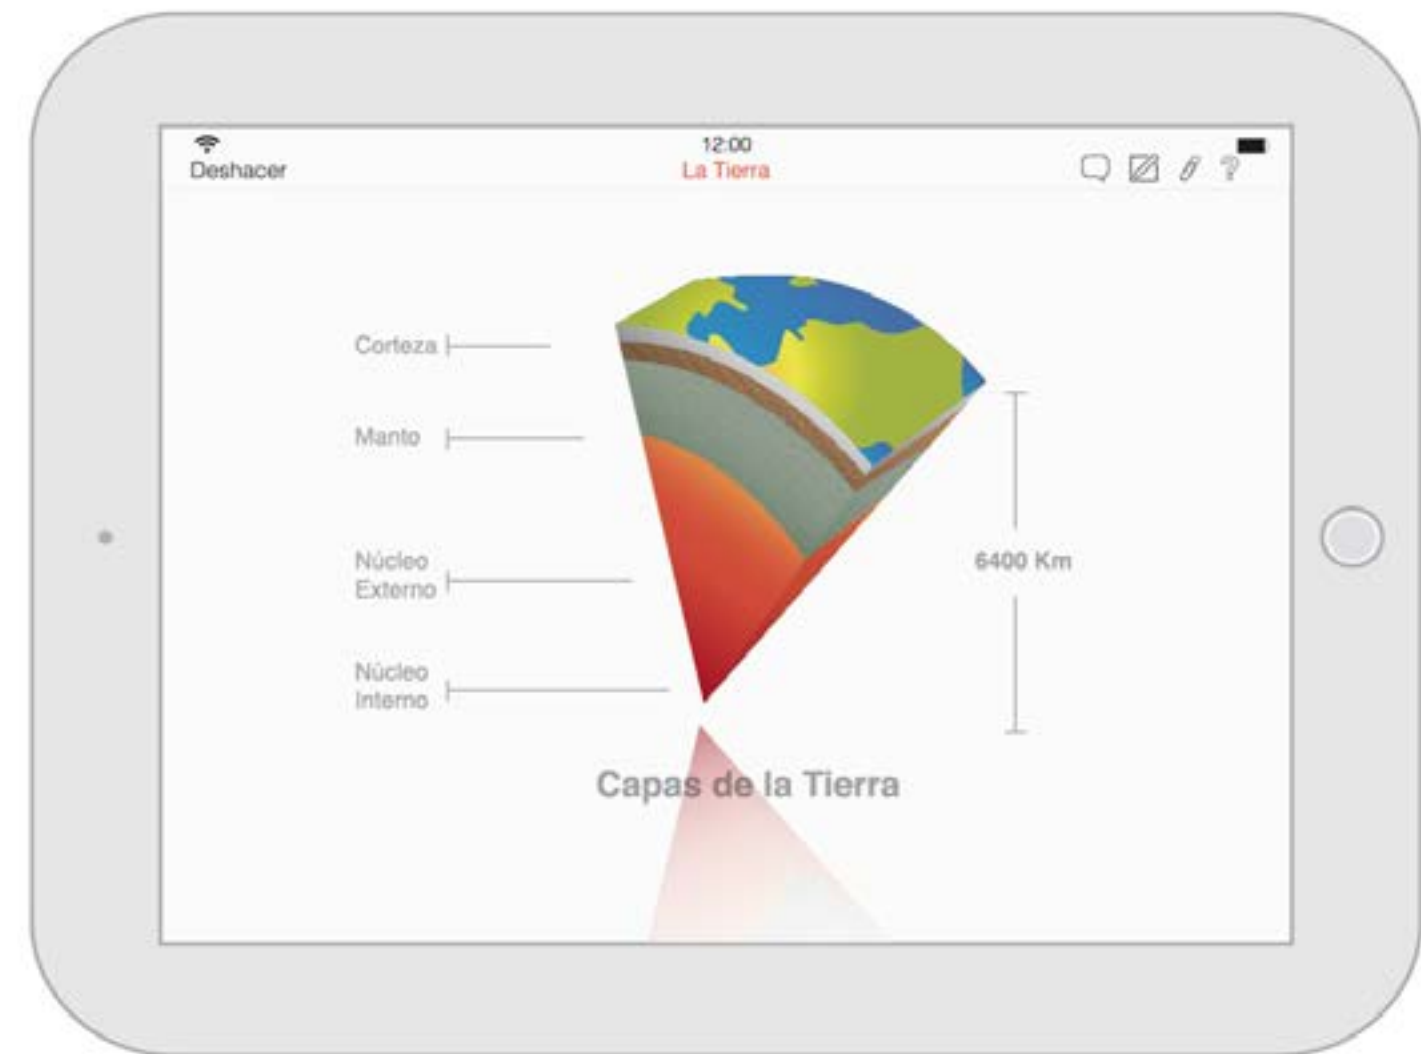 12:00
Deshacer
La Tierra
Corteza
Manto
Núcleo
Externo
6400 Km
Núcleo
Interno
Capas de la Tierra